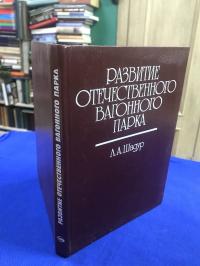 РАЗВИТИЕ
ОТЕЧЕСТВЕННОГО
ВАГОННОГО
ПАРКА
Л.А.Шадур
РАЗВИТИЕ ОТЕЧЕСТВЕННОГО ВАГОННОГО ПАРКА